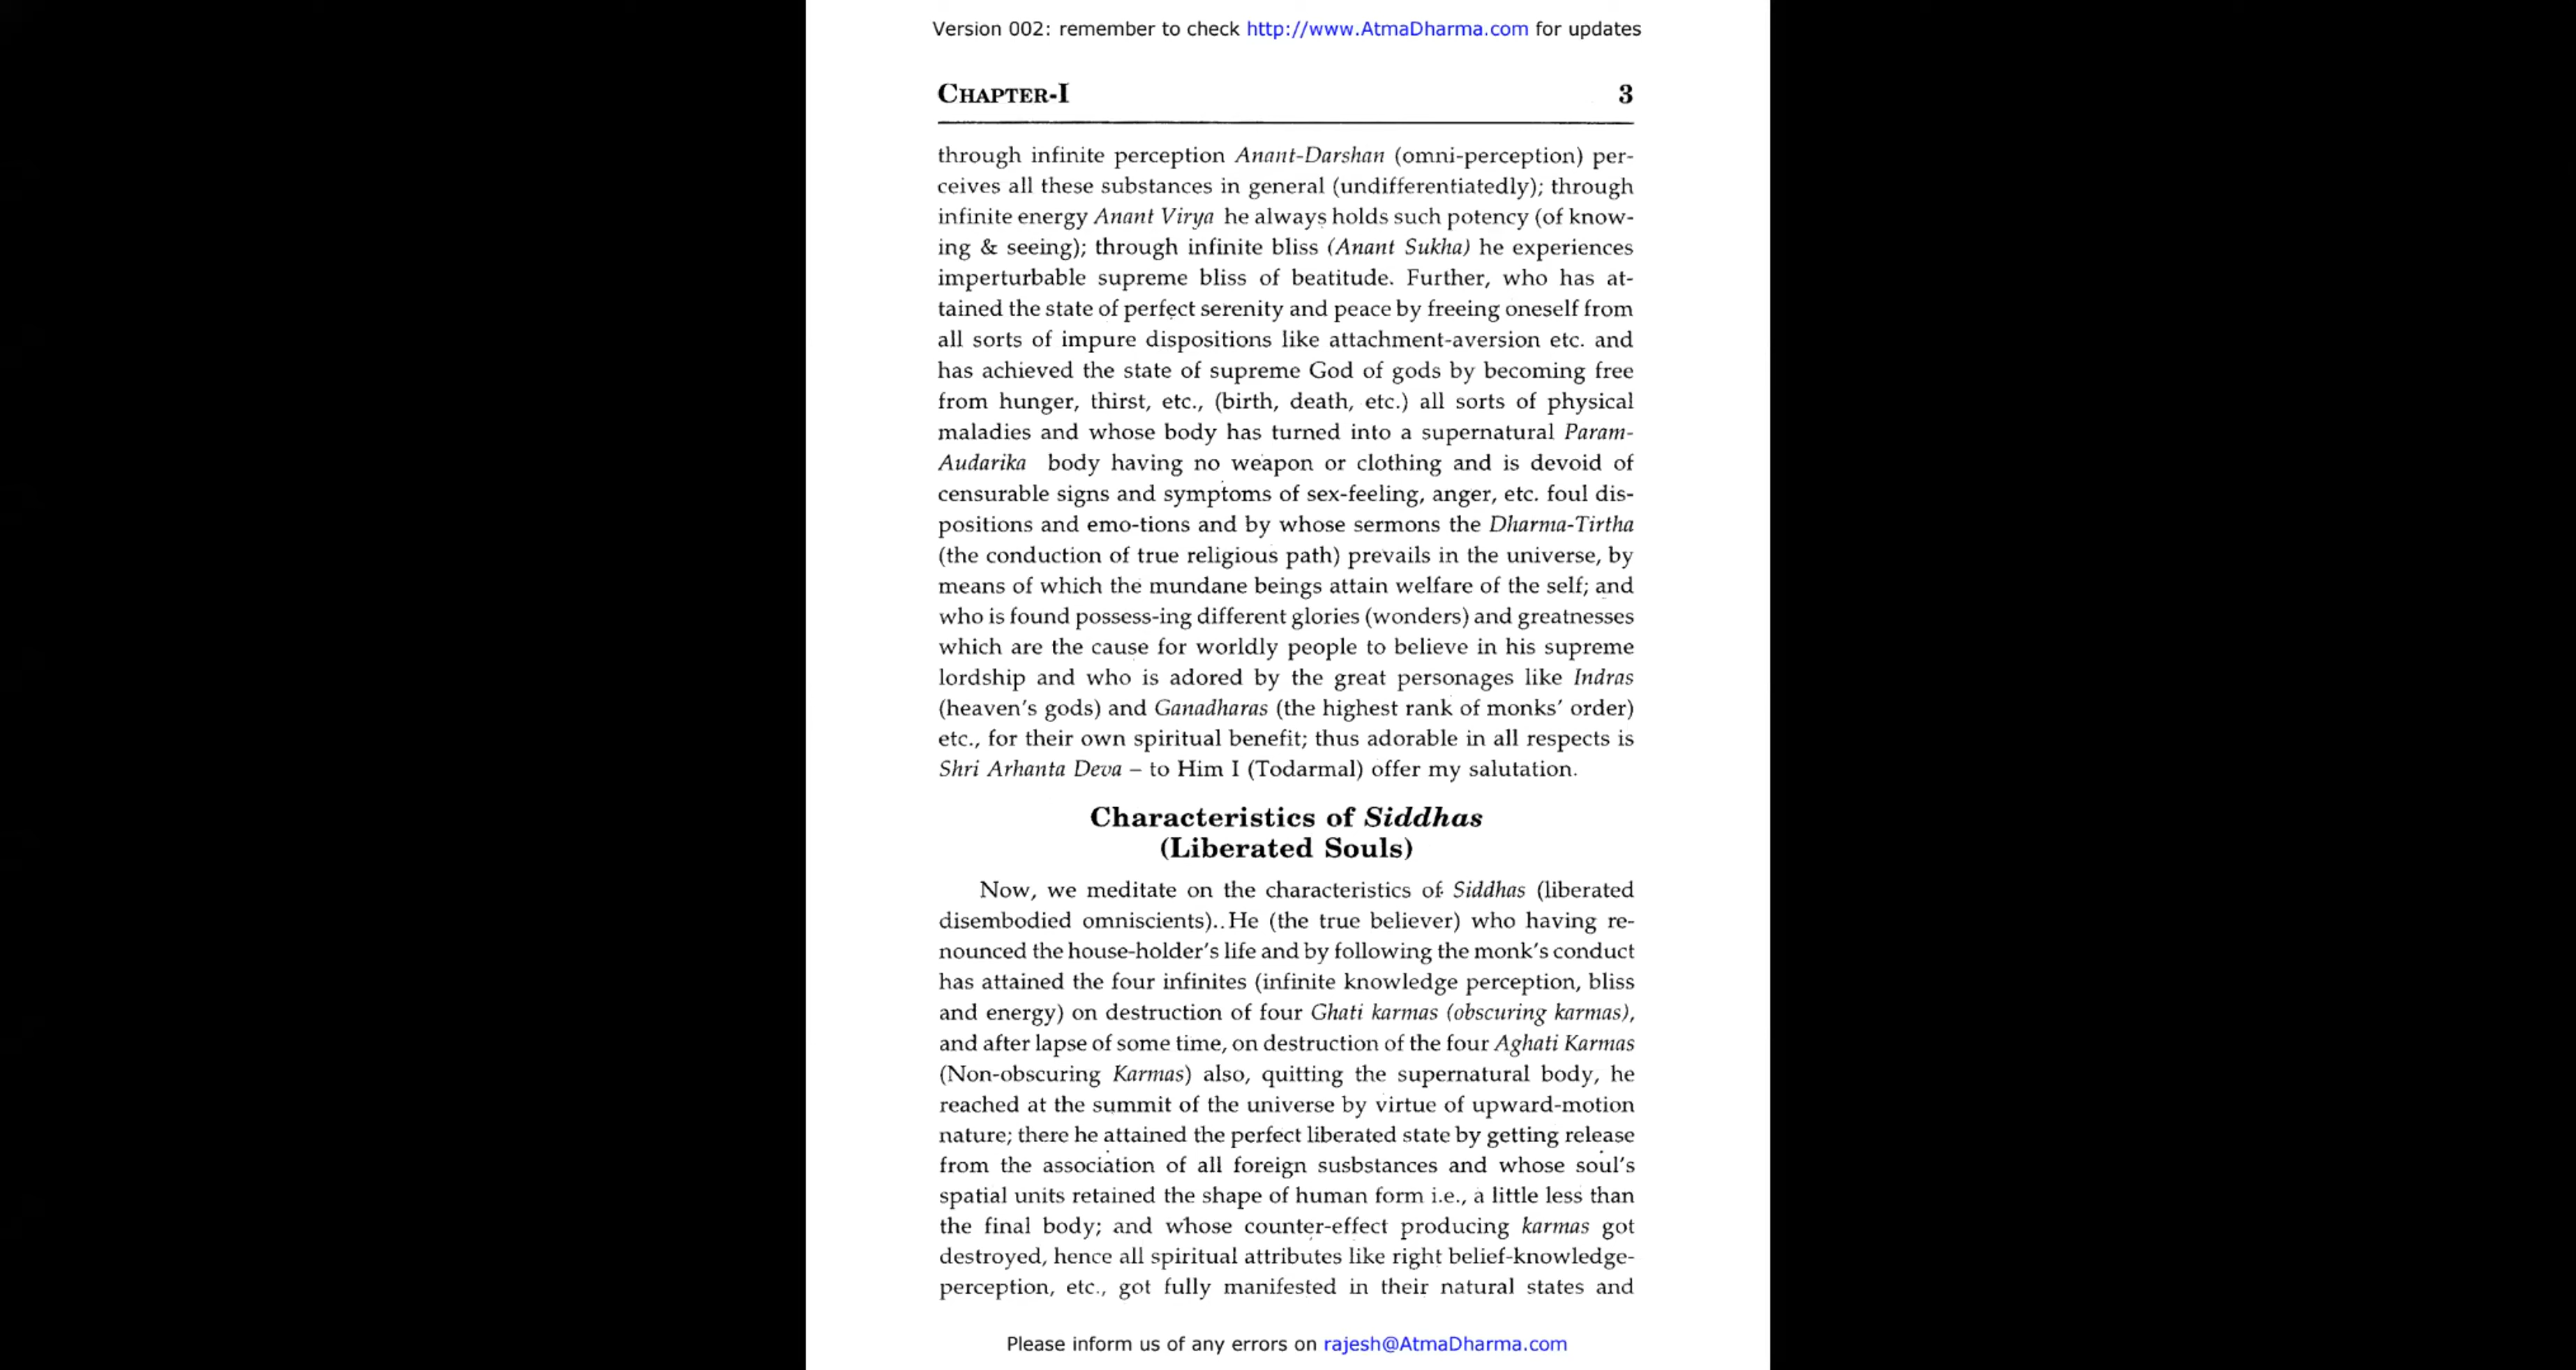 Version 002: remember to check http://www.AtmaDharma.com for updates
CHAPTER-I 3
through infinite perception Anant-Darshan (omni-perception) per-
ceives all these substances in general (undifferentiatedly); through
infinite energy Anant Virya he always holds such potency (of know-
ing & seeing); through infinite bliss (Anant Sukha) he experiences
imperturbable supreme bliss of beatitude. Further, who has at-
tained the state of perfect serenity and peace by freeing oneself from
all sorts of impure dispositions like attachment-aversion etc. and
has achieved the state of supreme God of gods by becoming free
from hunger, thirst, etc., (birth, death, etc.) all sorts of physical
maladies and whose body has turned into a supernatural Param-
Audarika body having no weapon or clothing and is devoid of
censurable signs and symptoms of sex-feeling, anger, etc. foul dis-
positions and emo-tions and by whose sermons the Dharma-Tirtha
(the conduction of true religious path) prevails in the universe, by
means of which the mundane beings attain welfare of the self; and
who is found possess-ing different glories (wonders) and greatnesses
which are the cause for worldly people to believe in his supreme
lordship and who is adored by the great personages like Indras
(heaven's gods) and Ganadharas (the highest rank of monks' order)
etc., for their own spiritual benefit; thus adorable in all respects is
Shri Arhanta Deva – to Him I (Todarmal) offer my salutation.
Characteristics of Siddhas
(Liberated Souls)
Now, we meditate on the characteristics of Siddhas (liberated
disembodied omniscients)..He (the true believer) who having re-
nounced the house-holder's life and by following the monk's conduct
has attained the four infinites (infinite knowledge perception, bliss
and energy) on destruction of four Ghati karmas (obscuring karmas),
and after lapse of some time, on destruction of the four Aghati Karmas
(Non-obscuring Karmas) also, quitting the supernatural body, he
reached at the summit of the universe by virtue of upward-motion
nature; there he attained the perfect liberated state by getting release
from the association of all foreign susbstances and whose soul's
spatial units retained the shape of human form i.e., a little less than
the final body; and whose counter-effect producing karmas got
destroyed, hence all spiritual attributes like right belief-knowledge-
perception, etc., got fully manifested in their natural states and
Please inform us of any errors on rajesh@AtmaDharma.com